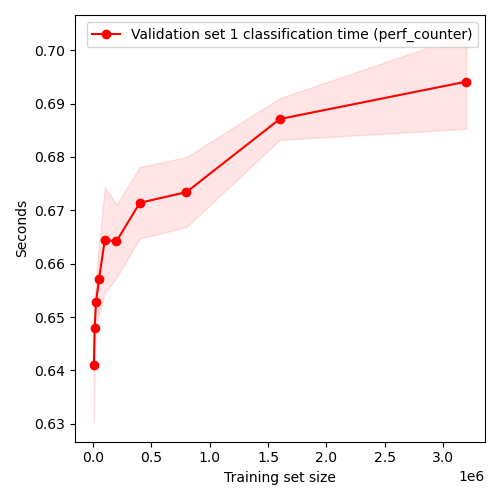 Validation set 1 classification time (perf_counter)
0.70
0.69
0.68
0.67
0.66
0.65
0.64
0.63
Seconds
0.0 0.5 1.0 1.5 2.0 2.5 3.0
1e6
Training set size